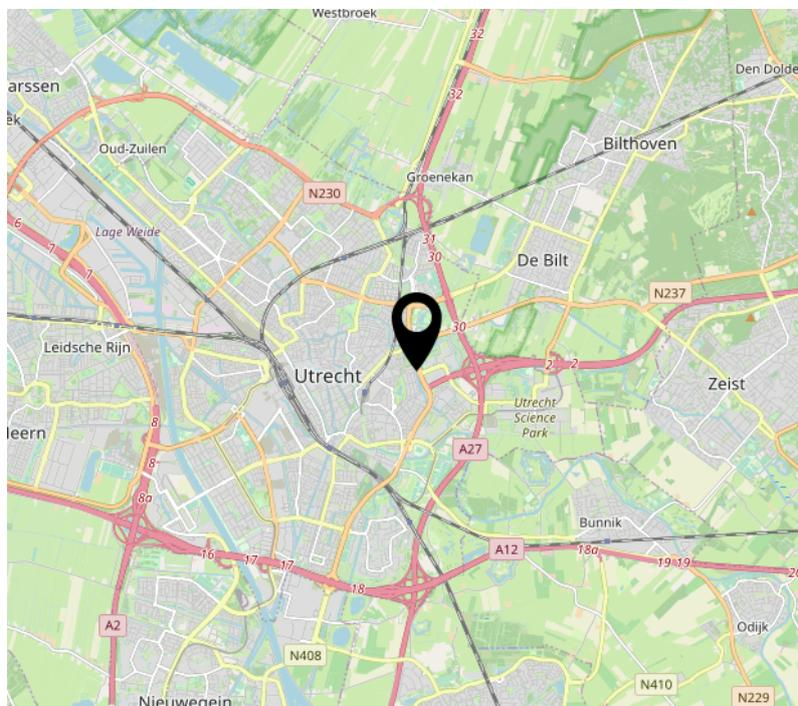 Westbroek
32
Den Dolde
arssen
32
ek
Oud-Zuilen
Bilthoven
Groenekan
N230
6
Lage Weide
31
7
30
De Bilt
7
N237
30
Leidsche Rijn
2
2
Utrecht
Zeist
Utrecht
Science
Park
8
leern
A27
8
8a
Bunnik
16
17
17
A12
18a
19
19
18
20
A2
Odijk
N408
N410
Nieuwegein
N229